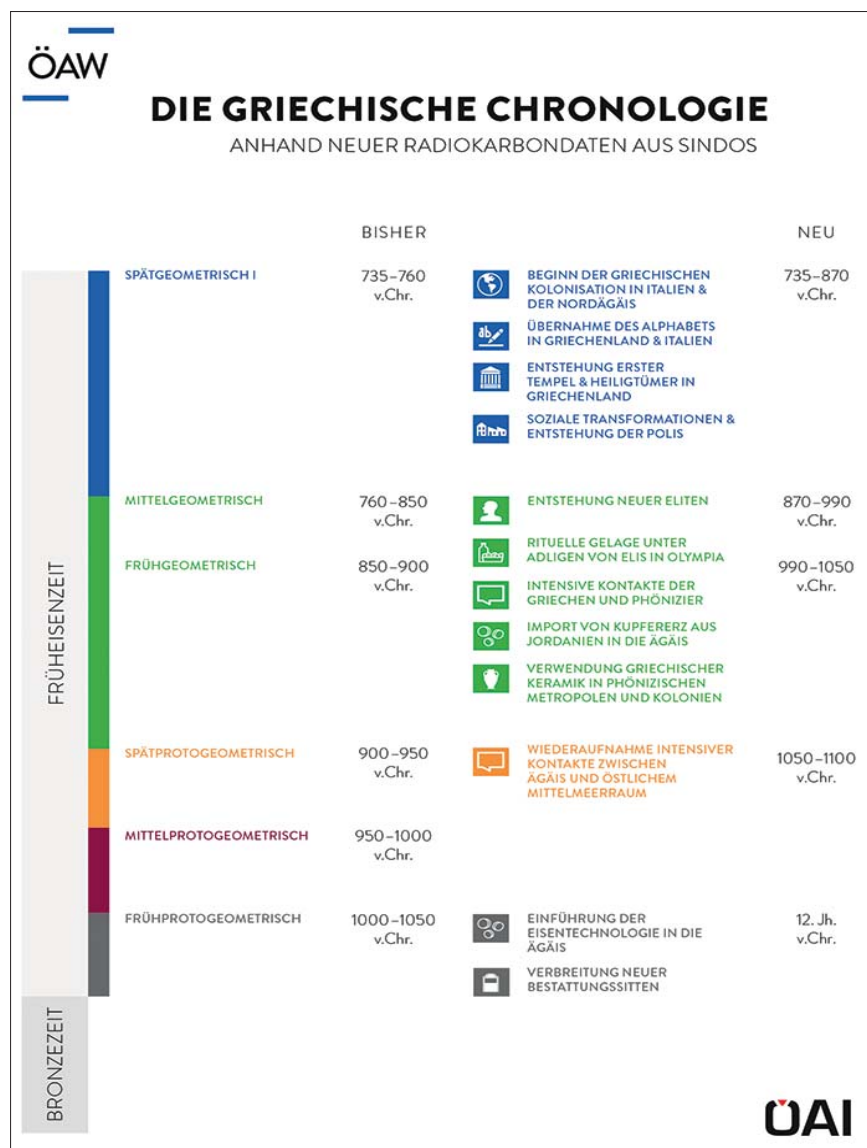 ÖAW
DIE GRIECHISCHE CHRONOLOGIE
ANHAND NEUER RADIOKARBONDATEN AUS SINDOS
BISHER
NEU
SPÄTGEOMETRISCH I
735–760
v.Chr.
BEGINN DER GRIECHISCHEN
KOLONISATION IN ITALIEN &
DER NORDÄGÄIS
735–870
v.Chr.
ab
ÜBERNAHME DES ALPHABETS
IN GRIECHENLAND & ITALIEN
ENTSTEHUNG ERSTER
TEMPEL & HEILIGTÜMER IN
GRIECHENLAND
SOZIALE TRANSFORMATIONEN &
ENTSTEHUNG DER POLIS
MITTELGEOMETRISCH
760–850
v.Chr.
ENTSTEHUNG NEUER ELITEN
870–990
v.Chr.
RITUELLE GELAGE UNTER
ADLIGEN VON ELIS IN OLYMPIA
FRÜHGEOMETRISCH
850–900
v.Chr.
990–1050
v.Chr.
INTENSIVE KONTAKTE DER
GRIECHEN UND PHÖNIZIER
IMPORT VON KUPFERERZ AUS
JORDANIEN IN DIE ÄGÄIS
VERWENDUNG GRIECHISCHER
KERAMIK IN PHÖNIZISCHEN
METROPOLEN UND KOLONIEN
SPÄTPROTOGEOMETRISCH
900–950
v.Chr.
WIEDERAUFNAHME INTENSIVER
KONTAKTE ZWISCHEN
ÄGÄIS UND ÖSTLICHEM
MITTELMEERRAUM
1050–1100
v.Chr.
MITTELPROTOGEOMETRISCH
950–1000
v.Chr.
FRÜHPROTOGEOMETRISCH
1000–1050
v.Chr.
EINFÜHRUNG DER
EISENTECHNOLOGIE IN DIE
ÄGÄIS
12. Jh.
v.Chr.
VERBREITUNG NEUER
BESTATTUNGSSITTEN
FRÜHEISENZEIT
BRONZEZEIT
ÖAI